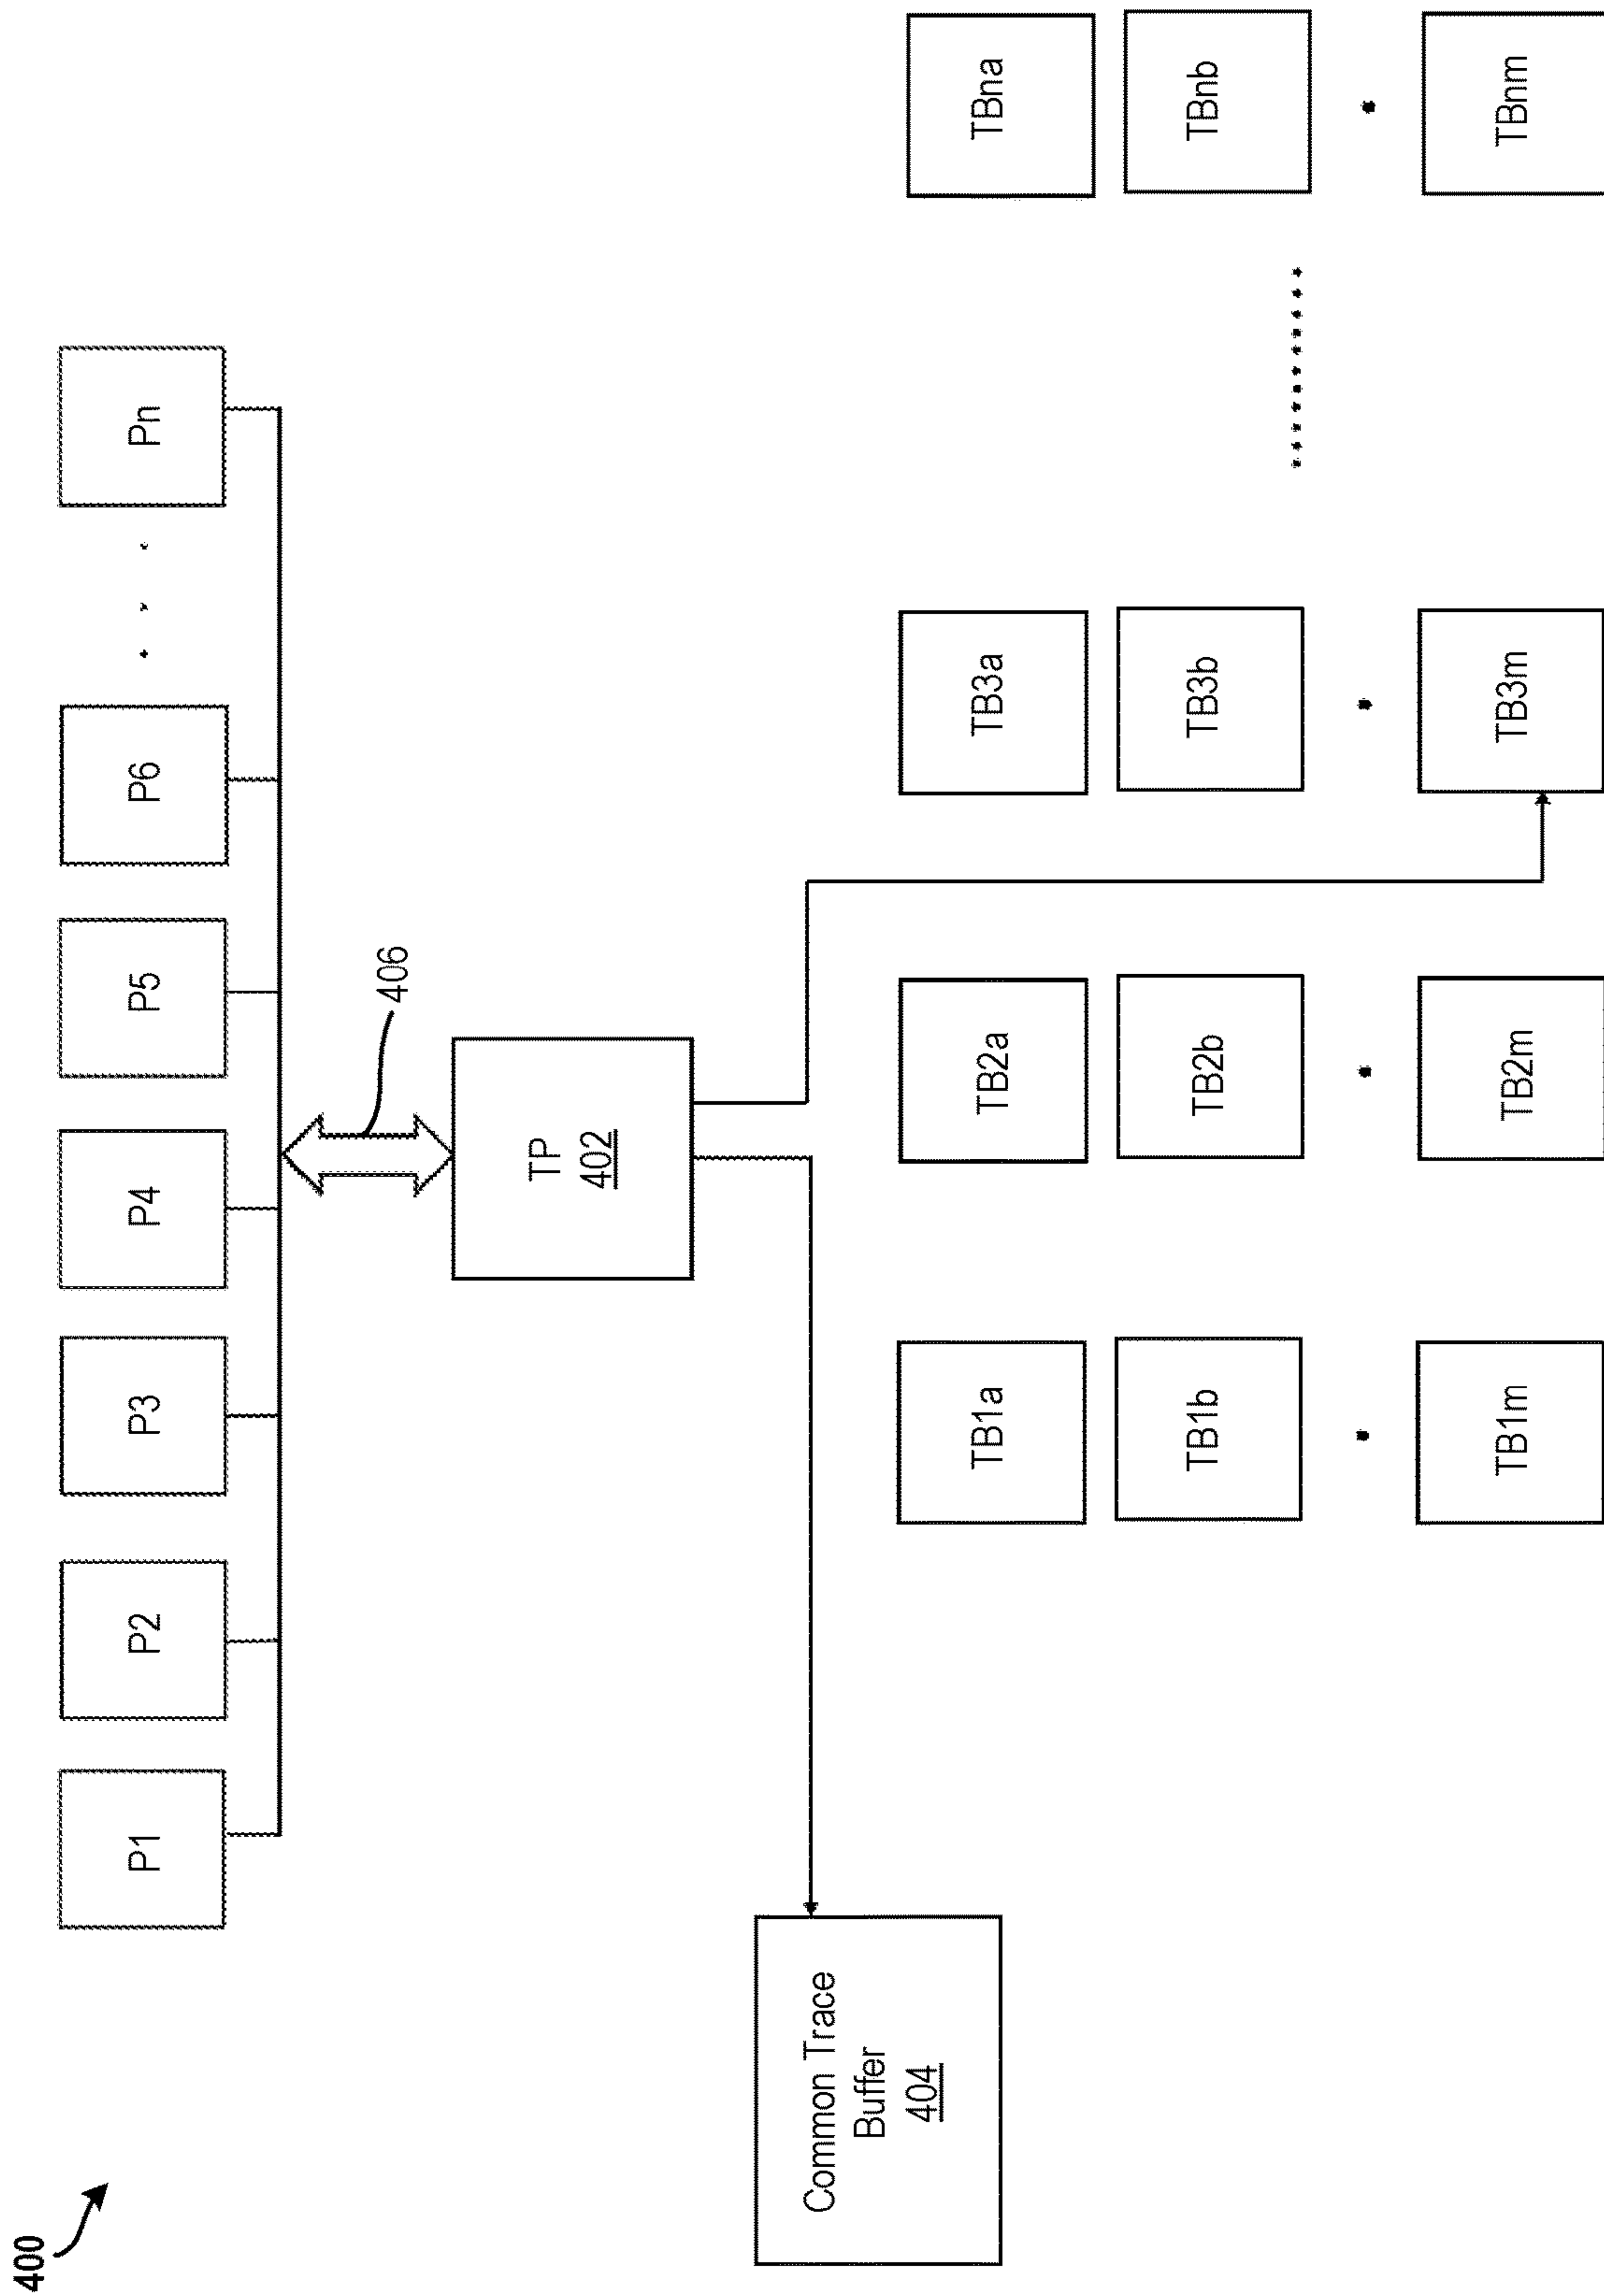 400
P1
P2
P3
P4
P5
P6
Pn
406
TP
402
Common Trace
Buffer
404
TB1a
TB2a
TB3a
TBna
TB1b
TB2b
TB3b
TBnb
TB1m
TB2m
TB3m
TBnm